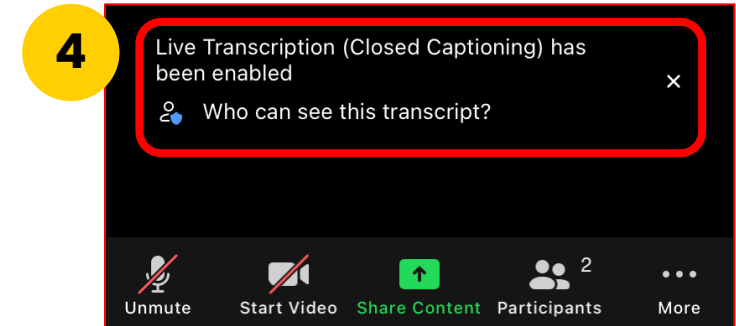 4
Live Transcription (Closed Captioning) has
been enabled
Who can see this transcript?
2
Unmute
Start Video
Share Content
Participants
More